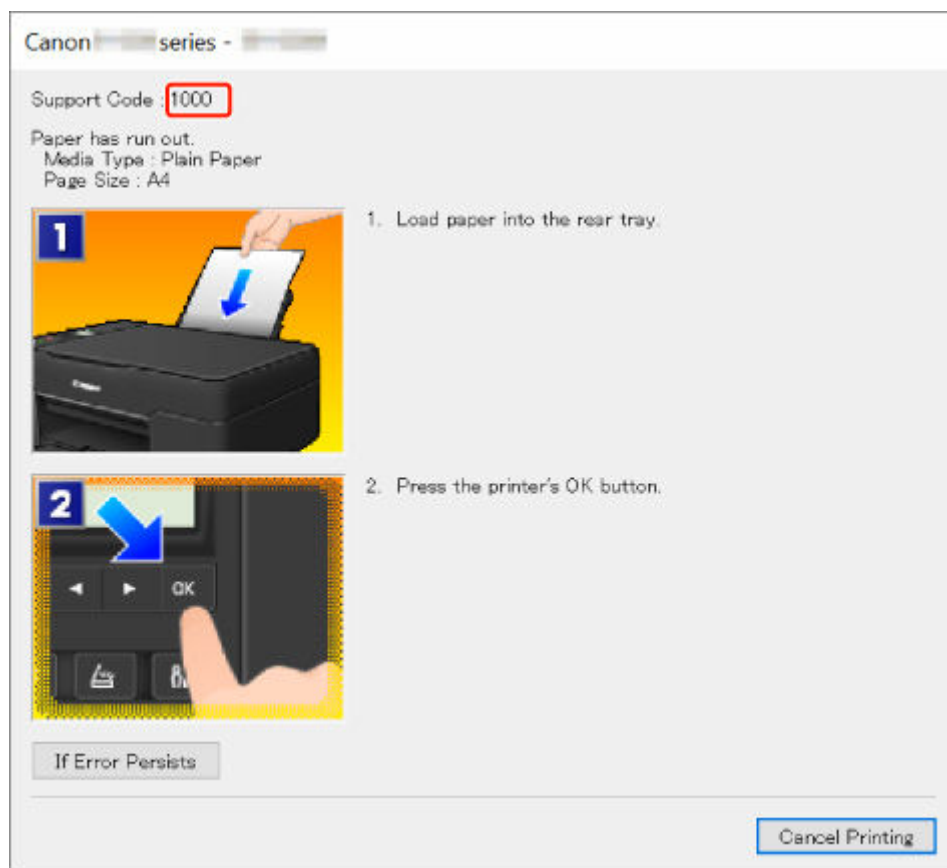 Canon series -
Support Code : 1000
Paper has run out.
Media Type : Plain Paper
Page Size : A4
1
1. Load paper into the rear tray.
Canon
2
2. Press the printer's OK button.
OK
If Error Persists
Cancel Printing